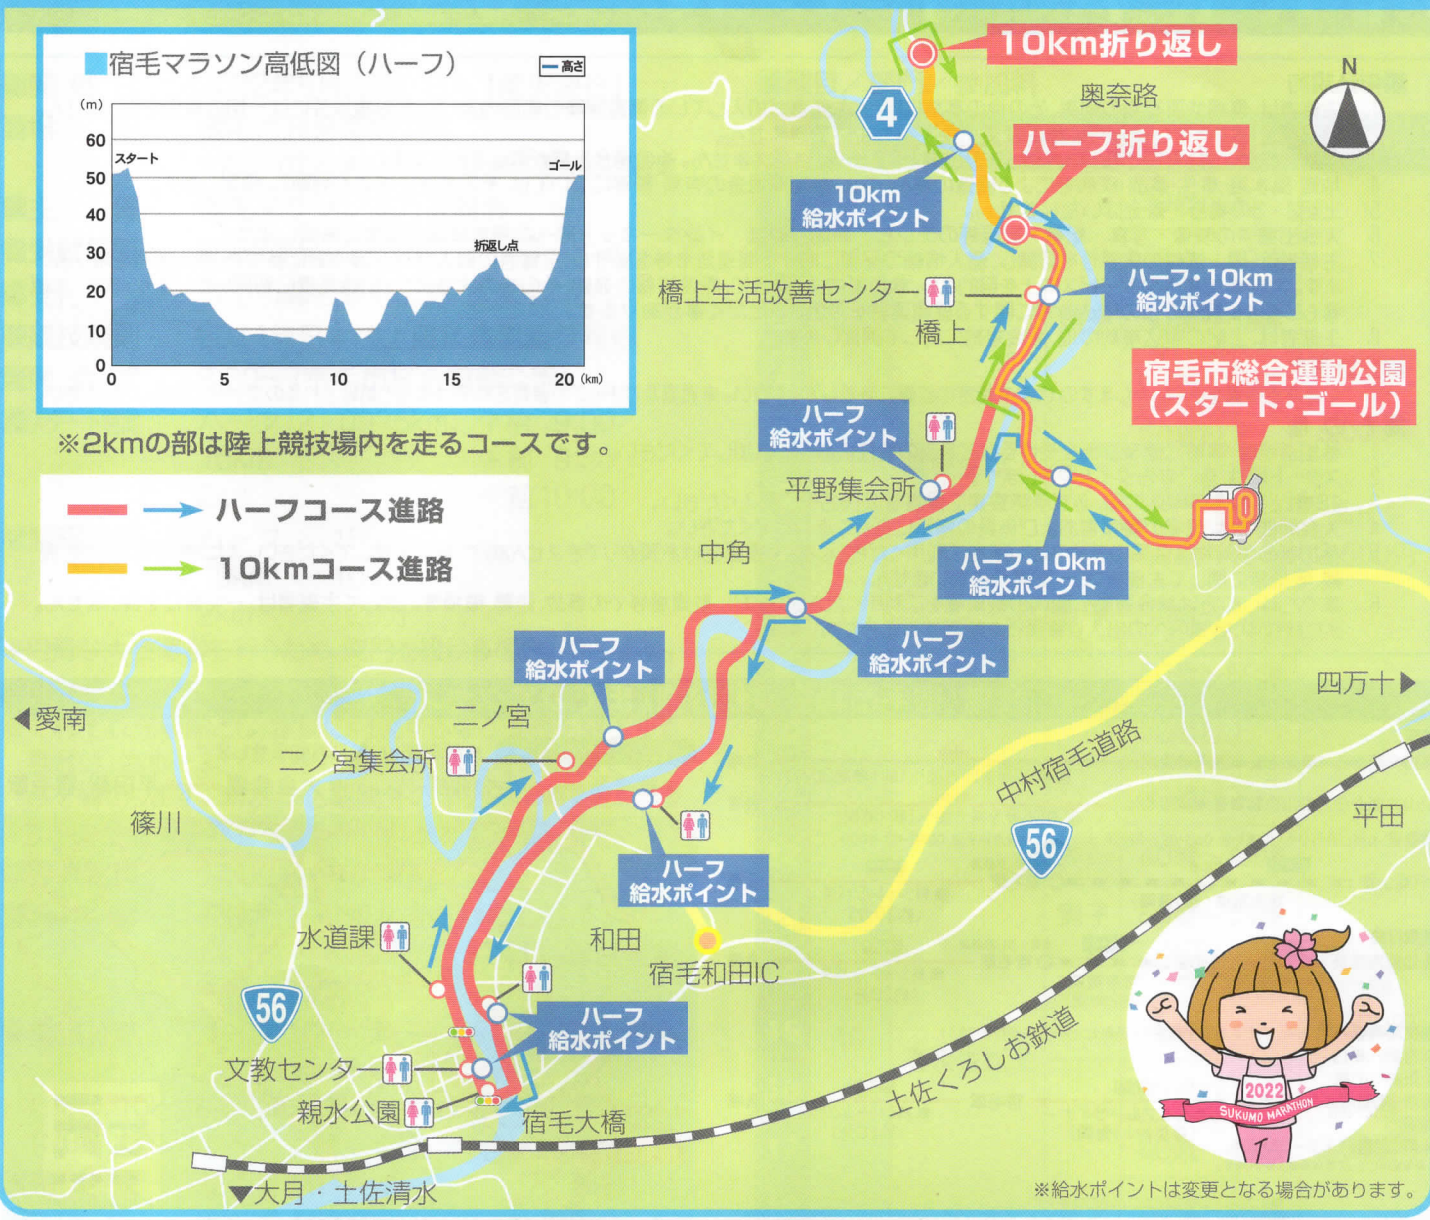 ■宿毛マラソン高低図（ハーフ）
高さ
(m)
60
50
40
30
20
10
0
スタート
ゴール
折返し点
0
5
10
15
20
(km)
※2kmの部は陸上競技場内を走るコースです。
ハーフコース進路
10kmコース進路
10km折り返し
奥奈路
N
4
ハーフ折り返し
10km
給水ポイント
橋上生活改善センター
ハーフ・10km
給水ポイント
橋上
宿毛市総合運動公園
（スタート・ゴール）
ハーフ
給水ポイント
平野集会所
中角
ハーフ・10km
給水ポイント
ハーフ
給水ポイント
ハーフ
給水ポイント
四万十▶
◀愛南
二ノ宮
二ノ宮集会所
中村宿毛道路
篠川
平田
56
ハーフ
給水ポイント
水道課
和田
宿毛和田IC
56
ハーフ
給水ポイント
文教センター
親水公園
宿毛大橋
土佐くろしお鉄道
2022
SUKUMO MARATHON
▼大月・土佐清水
※給水ポイントは変更となる場合があります。